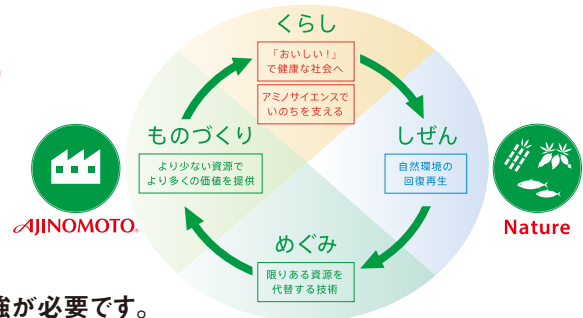 くらし
「おいしい！」
で健康な社会へ
アミノサイエンスで
いのちを支える
ものづくり
より少ない資源で
より多くの価値を提供
しぜん
自然環境の
回復再生
AJINOMOTO®
Nature
めぐみ
限りある資源を
代替する技術
強が必要です。